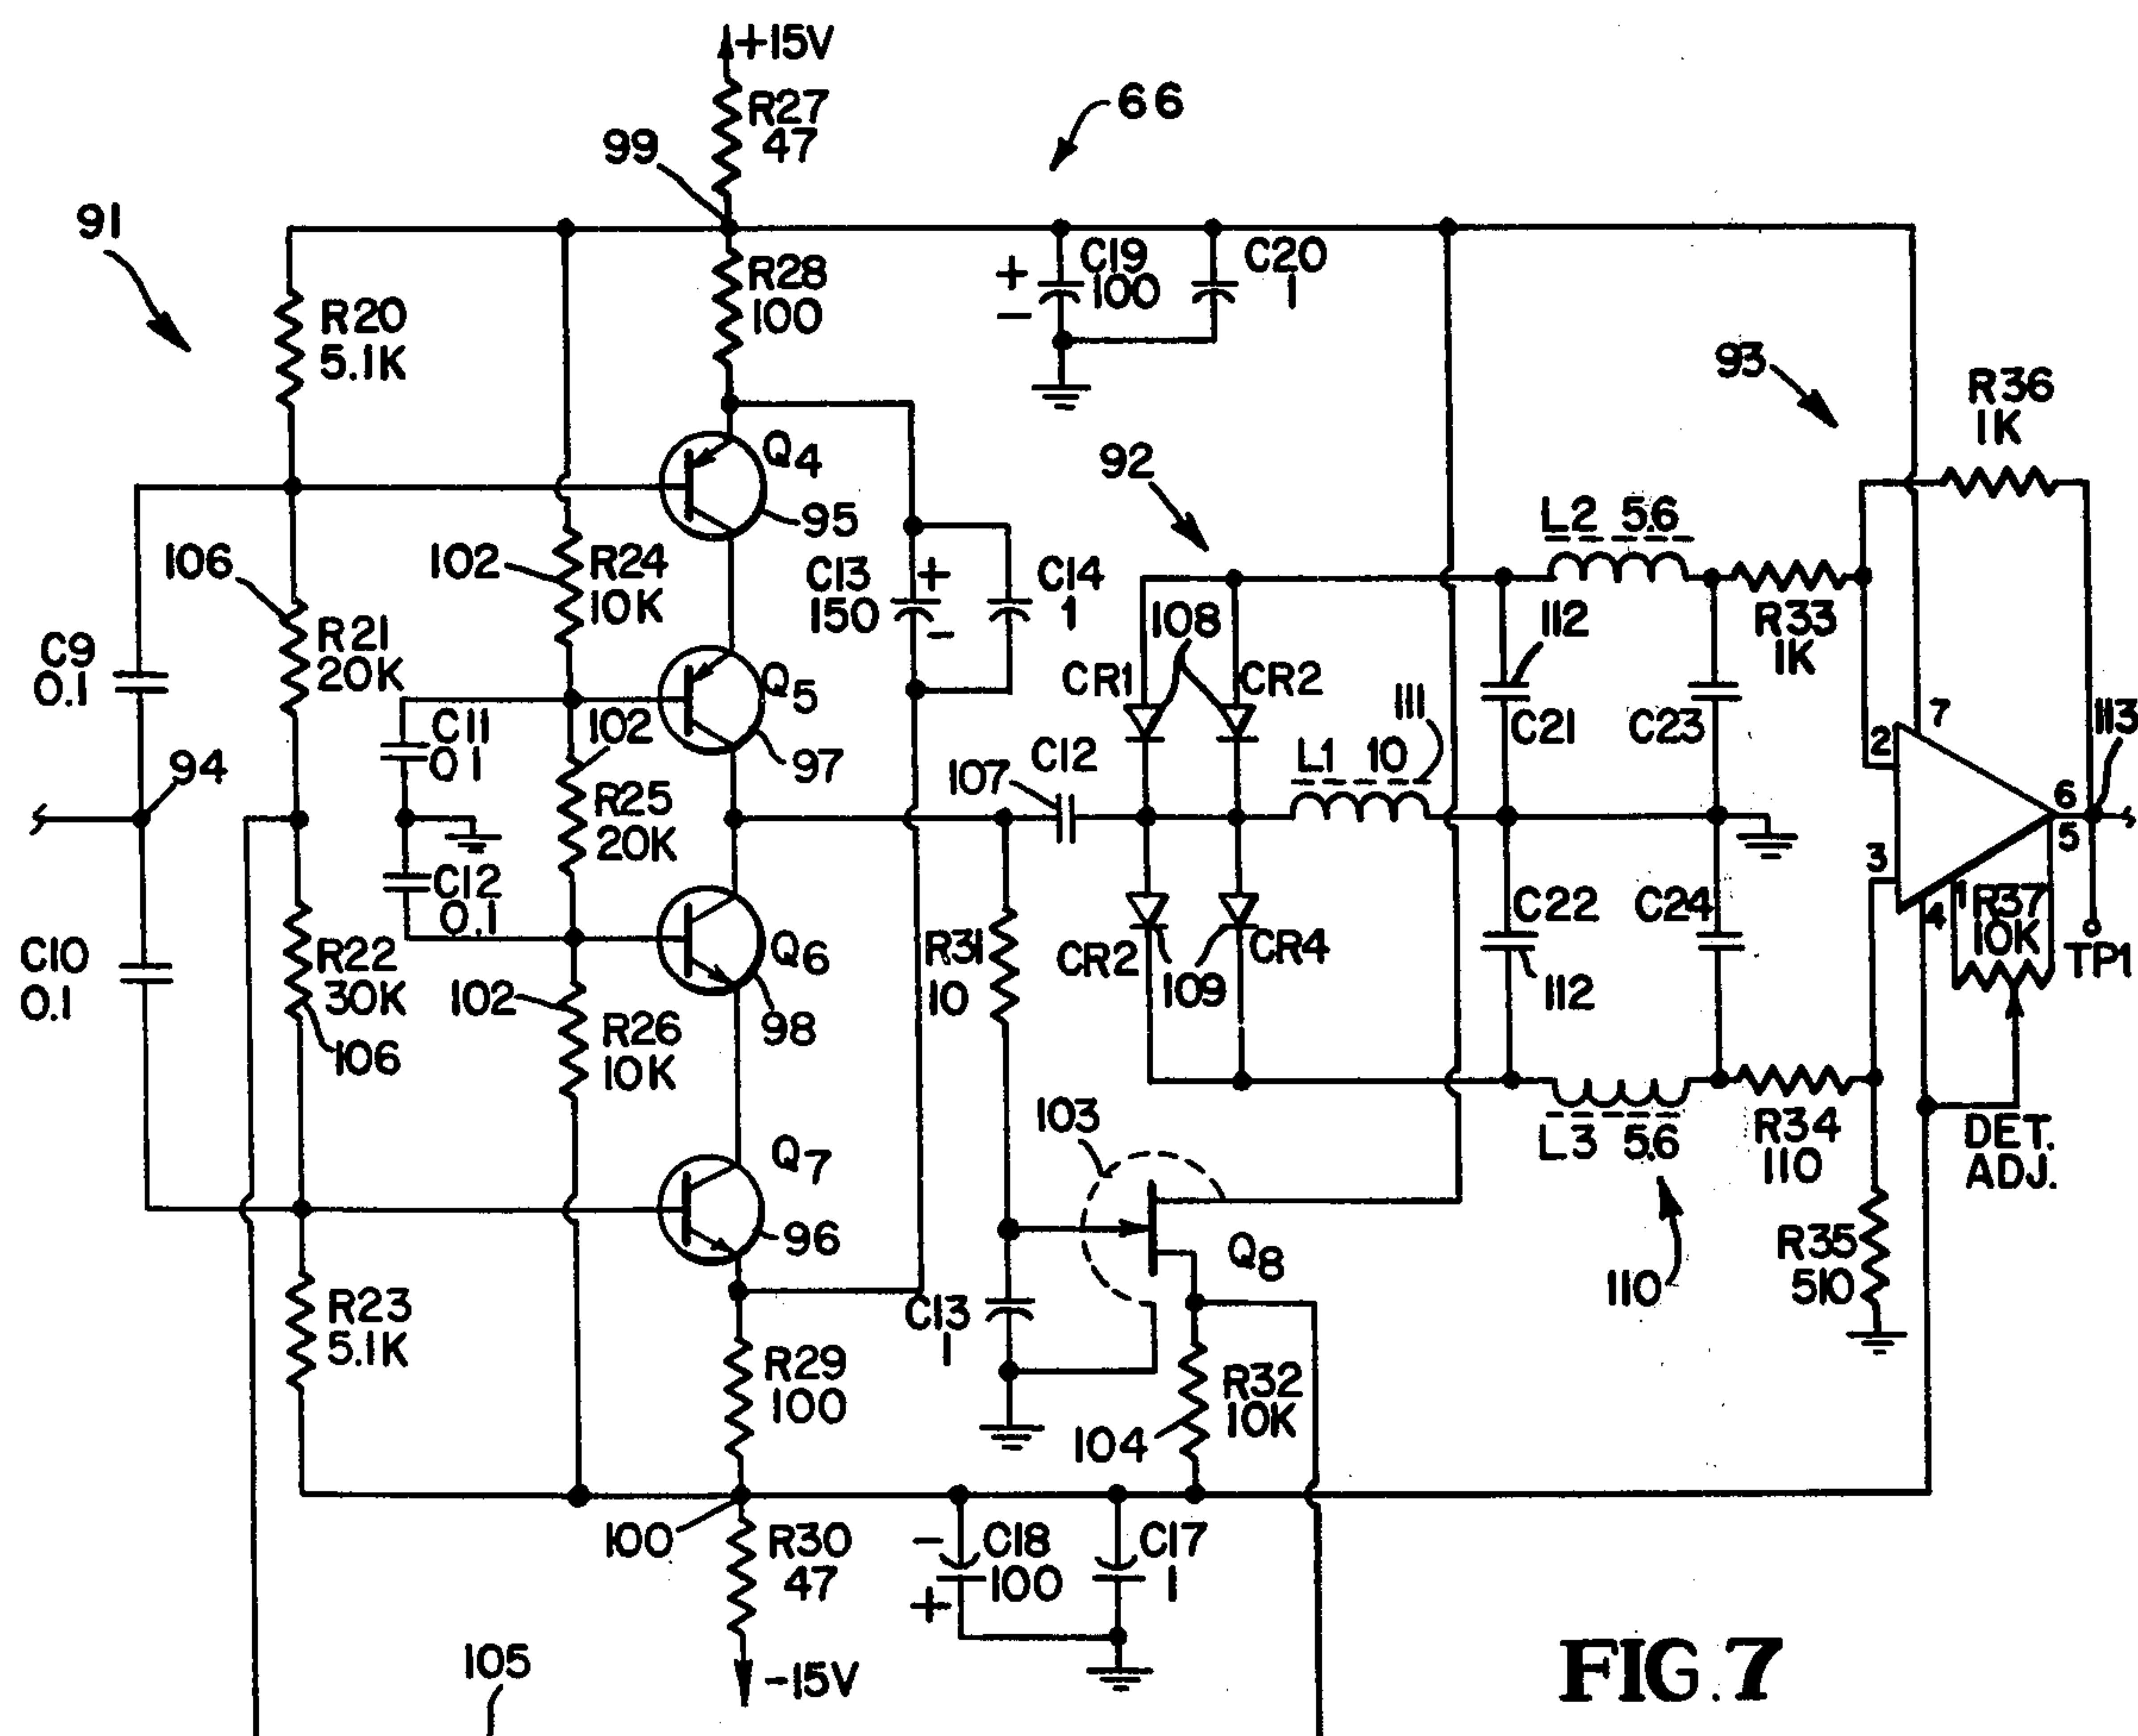 +15V
R27
47
66
99
91
C19
100
+
-
C20
1
R28
100
R20
5.1K
93
R36
1K
92
Q4
95
L2 5.6
106
102
R24
10K
C13
150
+
-
C14
1
108
112
R33
1K
R21
20K
C9
0.1
CR1
CR2
Q5
C11
0 1
102
111
C21
C23
7
113
2
94
97
L1 10
107
C12
R25
20K
6
5
3
C12
0.1
C22
C24
4
1
R37
10K
R31
10
CR2
CR4
109
TP1
C10
0.1
R22
30K
Q6
102
112
98
106
R26
10K
103
L3 5.6
R34
110
DET.
ADJ.
Q7
96
Q8
R35
510
110
C13
1
R23
5.1K
R29
100
R32
10K
104
100
R30
47
-
C18
100
+
C17
1
105
-15V
FIG. 7